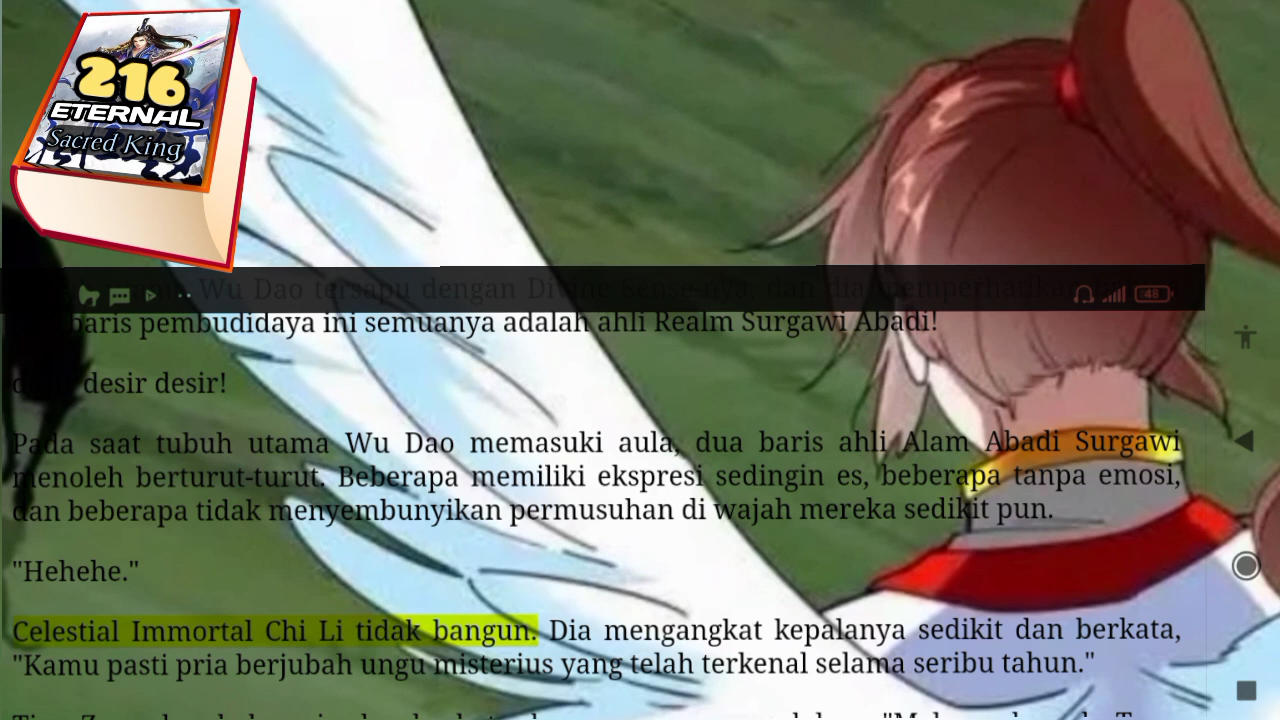 216
ETERNAL
Sacred King
Wu Dao tersapu dengan Divine Sense-nya, dan dia memperhatikan
baris pembudidaya ini semuanya adalah ahli Realm Surgawi Abadi!
48
desir desir!
Pada saat tubuh utama Wu Dao memasuki aula, dua baris ahli Alam Abadi Surgawi
menoleh berturut-turut. Beberapa memiliki ekspresi sedingin es, beberapa tanpa emosi,
dan beberapa tidak menyembunyikan permusuhan di wajah mereka sedikit pun.
"Hehehe."
Celestial Immortal Chi Li tidak bangun. Dia mengangkat kepalanya sedikit dan berkata,
"Kamu pasti pria berjubah ungu misterius yang telah terkenal selama seribu tahun."